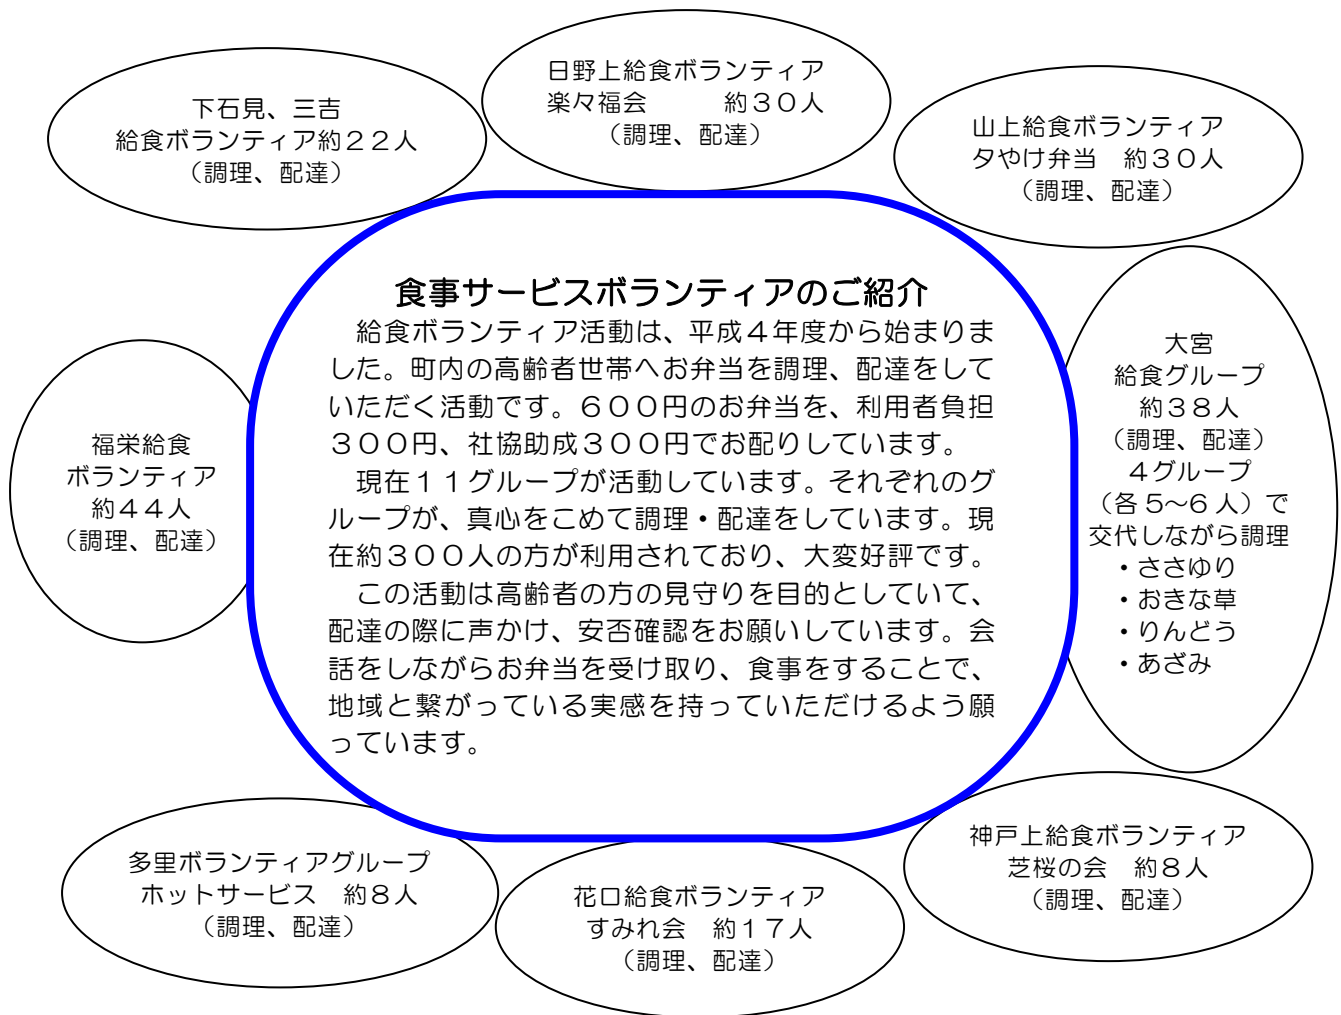 下石見、三吉
給食ボランティア約２２人
（調理、配達）
日野上給食ボランティア
楽々福会　　　約３０人
（調理、配達）
山上給食ボランティア
夕やけ弁当　約３０人
（調理、配達）
食事サービスボランティアのご紹介
　給食ボランティア活動は、平成４年度から始まりま
した。町内の高齢者世帯へお弁当を調理、配達をして
いただく活動です。６００円のお弁当を、利用者負担
３００円、社協助成３００円でお配りしています。
　現在１１グループが活動しています。それぞれのグ
ループが、真心をこめて調理・配達をしています。現
在約３００人の方が利用されており、大変好評です。
　この活動は高齢者の方の見守りを目的としていて、
配達の際に声かけ、安否確認をお願いしています。会
話をしながらお弁当を受け取り、食事をすることで、
地域と繋がっている実感を持っていただけるよう願
っています。
大宮
給食グループ
約３８人
（調理、配達）
４グループ
（各 5～6 人）で
交代しながら調理
・ささゆり
・おきな草
・りんどう
・あざみ
福栄給食
ボランティア
約４４人
（調理、配達）
多里ボランティアグループ
ホットサービス　約８人
（調理、配達）
花口給食ボランティア
すみれ会　約１７人
（調理、配達）
神戸上給食ボランティア
芝桜の会　約８人
（調理、配達）